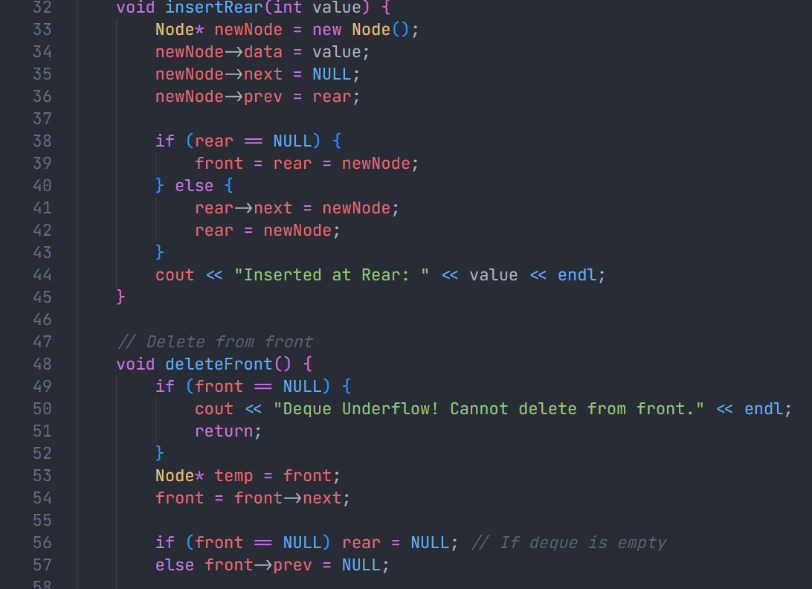 32 void insertRear(int value) {
33 Node* newNode = new Node();
34 newNode->data = value;
35 newNode->next = NULL;
36 newNode->prev = rear;
37
38 if (rear == NULL) {
39 front = rear = newNode;
40 } else {
41 rear->next = newNode;
42 rear = newNode;
43 }
44 cout << "Inserted at Rear: " << value << endl;
45 }
46
47 // Delete from front
48 void deleteFront() {
49 if (front == NULL) {
50 cout << "Deque Underflow! Cannot delete from front." << endl;
51 return;
52 }
53 Node* temp = front;
54 front = front->next;
55
56 if (front == NULL) rear = NULL; // If deque is empty
57 else front->prev = NULL;
58